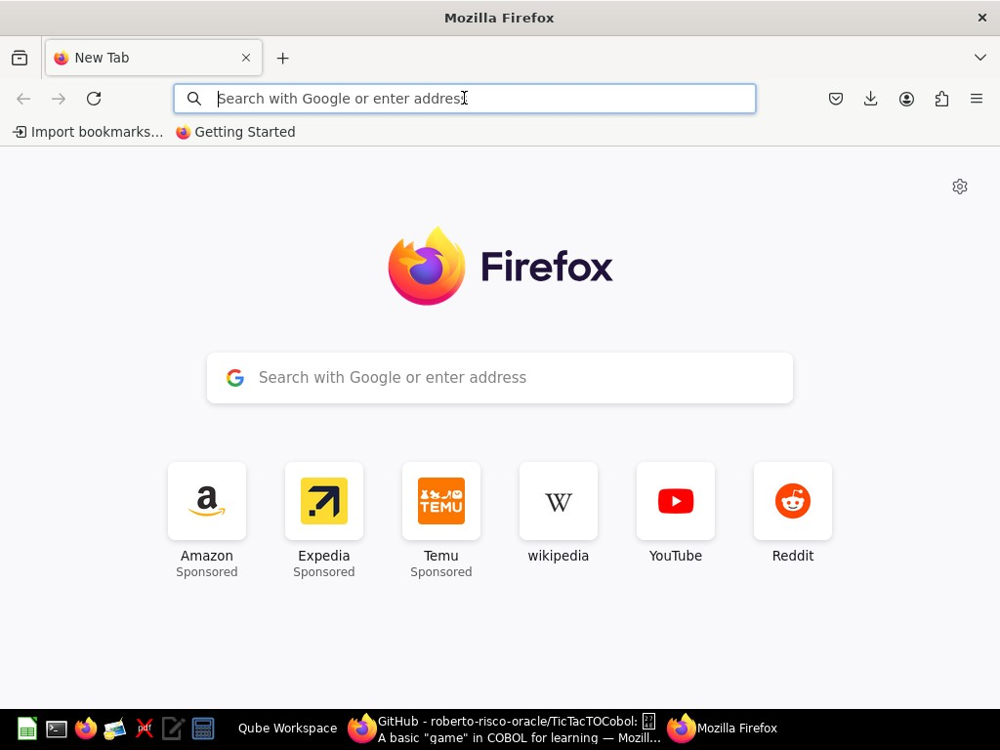 Mozilla Firefox
New Tab
Search with Google or enter address
Import bookmarks...
Getting Started
Firefox
Search with Google or enter address
a
TEMU
W
Amazon
Sponsored
Expedia
Sponsored
Temu
Sponsored
wikipedia
YouTube
Reddit
pdf
Qube Workspace
GitHub - roberto-risco-oracle/TicTacTOCobol:
A basic "game" in COBOL for learning — Mozill...
Mozilla Firefox